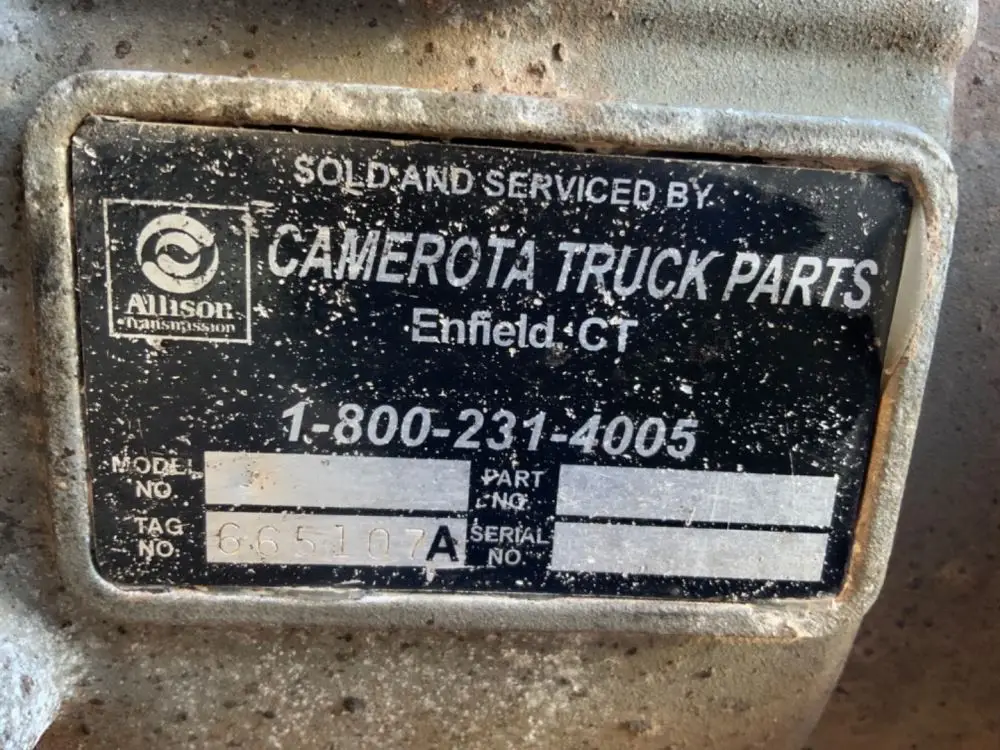 SOLD AND SERVICED BY
Allison
Transmission
CAMEROTA TRUCK PARTS
Enfield, CT
1-800-231-4005
MODEL NO.
PART NO.
TAG NO. 665107A
SERIAL NO.